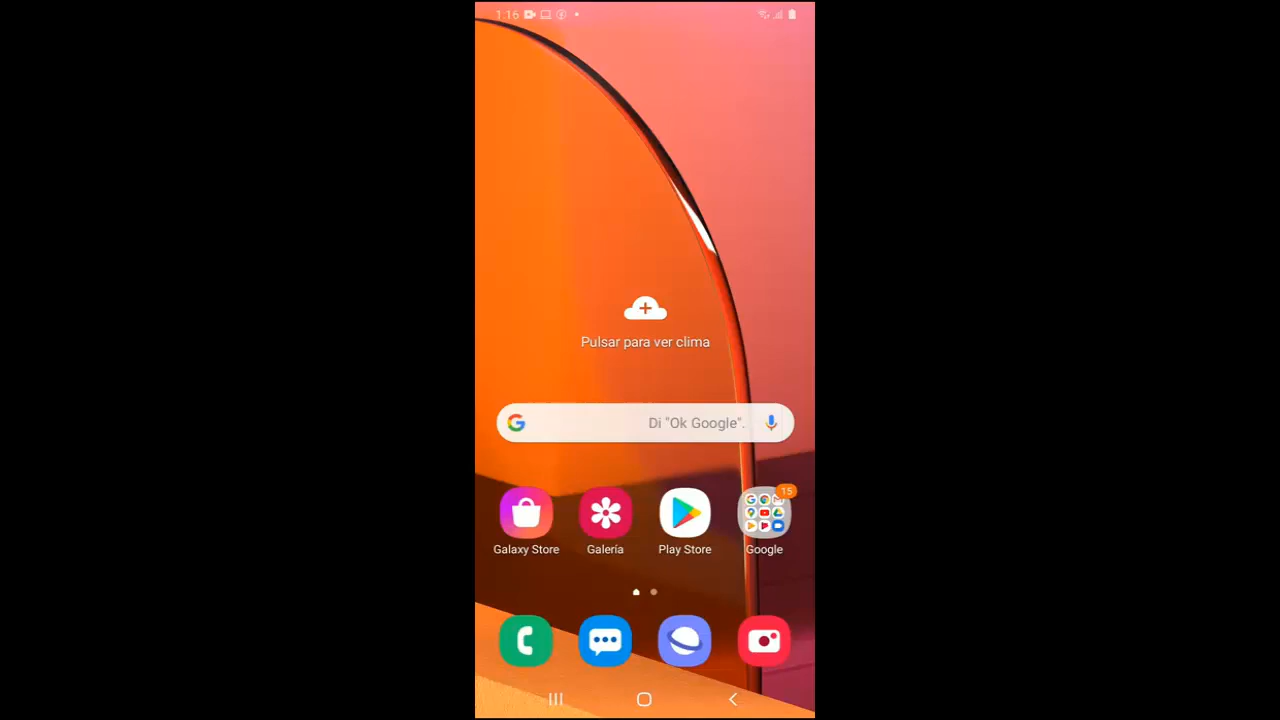 1:16
Pulsar para ver clima
Di "Ok Google".
15
Galaxy Store
Galería
Play Store
Google